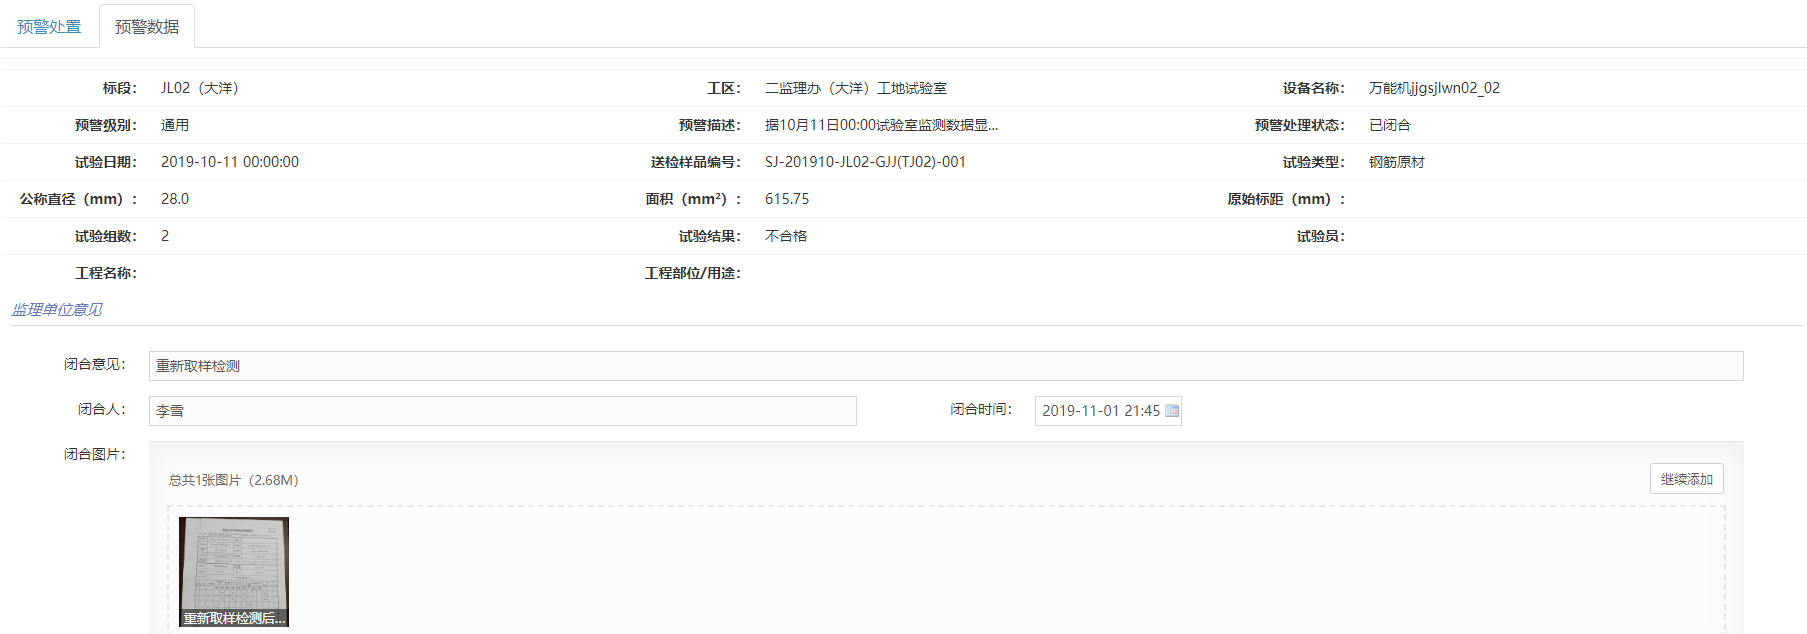 预警处置 预警数据
标段： JL02（大洋） 工区： 二监理办（大洋）工地试验室 设备名称： 万能机jjgsjlwn02_02
预警级别： 通用 预警描述： 据10月11日00:00试验室监测数据显... 预警处理状态： 已闭合
试验日期： 2019-10-11 00:00:00 送检样品编号： SJ-201910-JL02-GJJ(TJ02)-001 试验类型： 钢筋原材
公称直径（mm）： 28.0 面积（mm²）： 615.75 原始标距（mm）：
试验组数： 2 试验结果： 不合格 试验员：
工程名称： 工程部位/用途：
监理单位意见
闭合意见： 重新取样检测
闭合人： 李雪 闭合时间： 2019-11-01 21:45
闭合图片：
总共1张图片（2.68M） 继续添加
重新取样检测后...